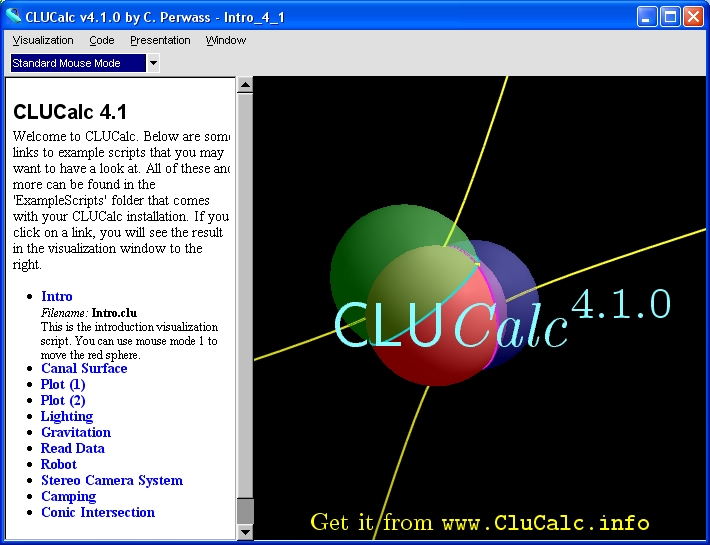 CLUCalc v4.1.0 by C. Perwass - Intro_4_1
Visualization Code Presentation Window
Standard Mouse Mode
CLUCalc 4.1
Welcome to CLUCalc. Below are some
links to example scripts that you may
want to have a look at. All of these and
more can be found in the
'ExampleScripts' folder that comes
with your CLUCalc installation. If you
click on a link, you will see the result
in the visualization window to the
right.
Intro
Filename: Intro.clu
This is the introduction visualization
script. You can use mouse mode 1 to
move the red sphere.
Canal Surface
Plot (1)
Plot (2)
Lighting
Gravitation
Read Data
Robot
Stereo Camera System
Camping
Conic Intersection
CLUCalc 4.1.0
Get it from www.CluCalc.info